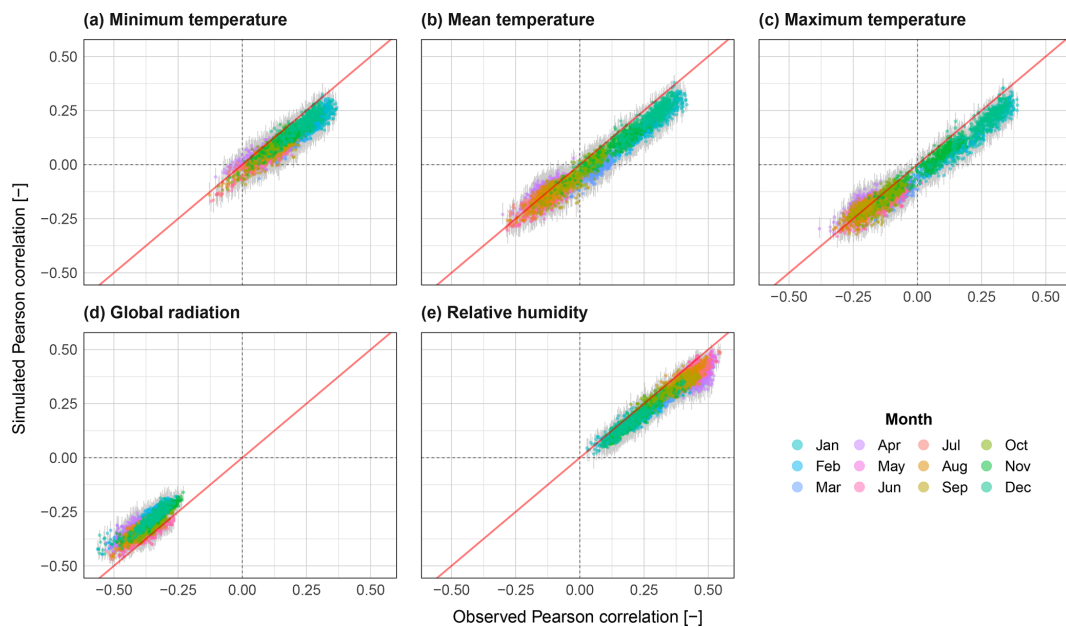 (a) Minimum temperature
(b) Mean temperature
(c) Maximum temperature
0.50
0.25
0.00
−0.25
−0.50
−0.50 −0.25 0.00 0.25 0.50
(d) Global radiation
(e) Relative humidity
0.50
0.25
0.00
−0.25
−0.50
−0.50 −0.25 0.00 0.25 0.50
−0.50 −0.25 0.00 0.25 0.50
Simulated Pearson correlation [−]
Observed Pearson correlation [−]
Month
Jan Apr Jul Oct
Feb May Aug Nov
Mar Jun Sep Dec